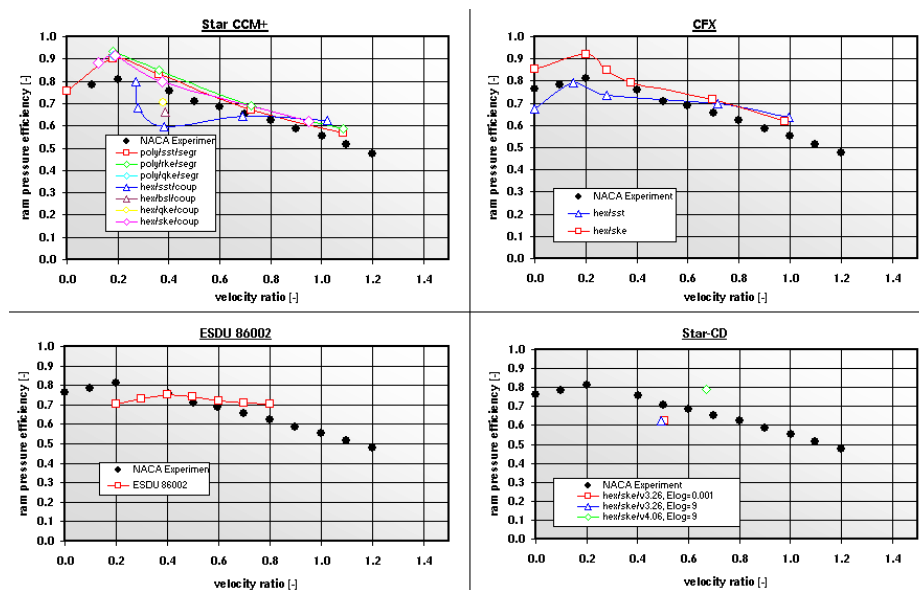 Star CCM+
ram pressure efficiency [-]
1.0
0.9
0.8
0.7
0.6
0.5
0.4
0.3
0.2
0.1
0.0
NACA Experimen
poly/sst/segr
poly/rke/segr
poly/qke/segr
hex/sst/coup
hex/bsl/coup
hex/qke/coup
hex/ske/coup
0.0 0.2 0.4 0.6 0.8 1.0 1.2 1.4
velocity ratio [-]
CFX
ram pressure efficiency [-]
1.0
0.9
0.8
0.7
0.6
0.5
0.4
0.3
0.2
0.1
0.0
NACA Experiment
hex/sst
hex/ske
0.0 0.2 0.4 0.6 0.8 1.0 1.2 1.4
velocity ratio [-]
ESDU 86002
ram pressure efficiency [-]
1.0
0.9
0.8
0.7
0.6
0.5
0.4
0.3
0.2
0.1
0.0
NACA Experimen
ESDU 86002
0.0 0.2 0.4 0.6 0.8 1.0 1.2 1.4
velocity ratio [-]
Star-CD
ram pressure efficiency [-]
1.0
0.9
0.8
0.7
0.6
0.5
0.4
0.3
0.2
0.1
0.0
NACA Experiment
hex/ske/v3.26, Elog=0.001
hex/ske/v3.26, Elog=9
hex/ske/v4.06, Elog=9
0.0 0.2 0.4 0.6 0.8 1.0 1.2 1.4
velocity ratio [-]